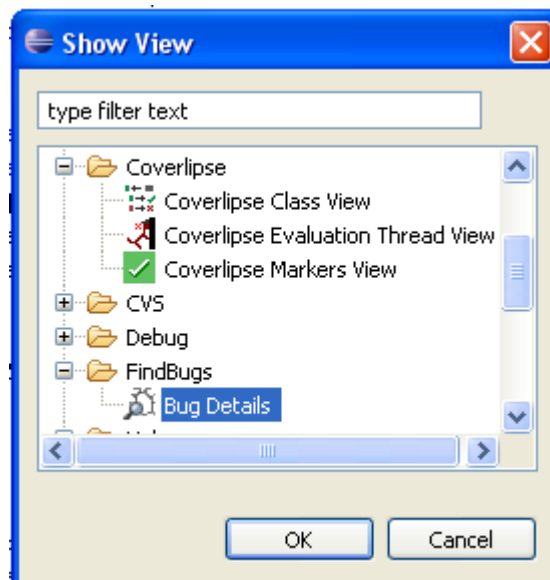 Show View
type filter text
Coverlipse
Coverlipse Class View
Coverlipse Evaluation Thread View
Coverlipse Markers View
CVS
Debug
FindBugs
Bug Details
OK Cancel